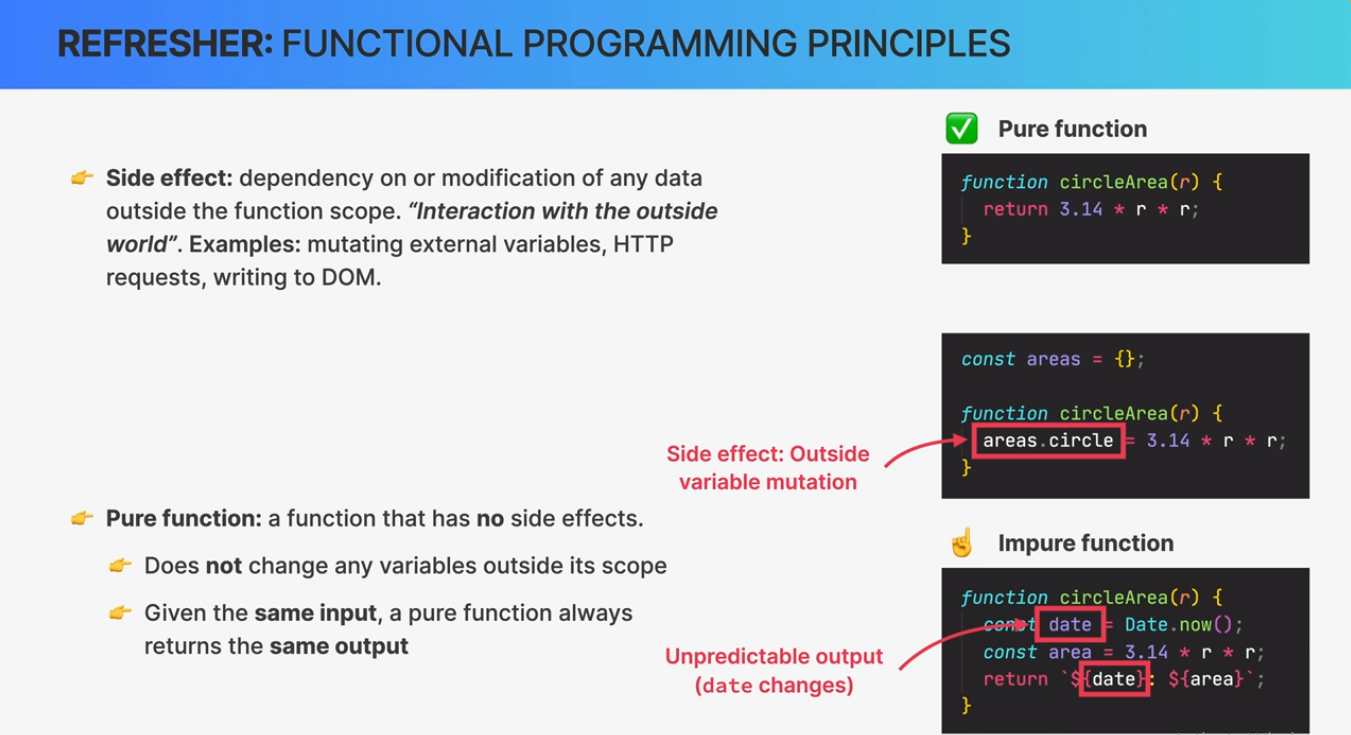 REFRESHER: FUNCTIONAL PROGRAMMING PRINCIPLES
👉 Side effect: dependency on or modification of any data
outside the function scope. “Interaction with the outside
world”. Examples: mutating external variables, HTTP
requests, writing to DOM.
👉 Pure function: a function that has no side effects.
👉 Does not change any variables outside its scope
👉 Given the same input, a pure function always
returns the same output
✅ Pure function
function circleArea(r) {
return 3.14 * r * r;
}
const areas = {};
function circleArea(r) {
areas.circle = 3.14 * r * r;
}
Side effect: Outside
variable mutation
☝️ Impure function
function circleArea(r) {
const date = Date.now();
const area = 3.14 * r * r;
return `${date}: ${area}`;
}
Unpredictable output
(date changes)